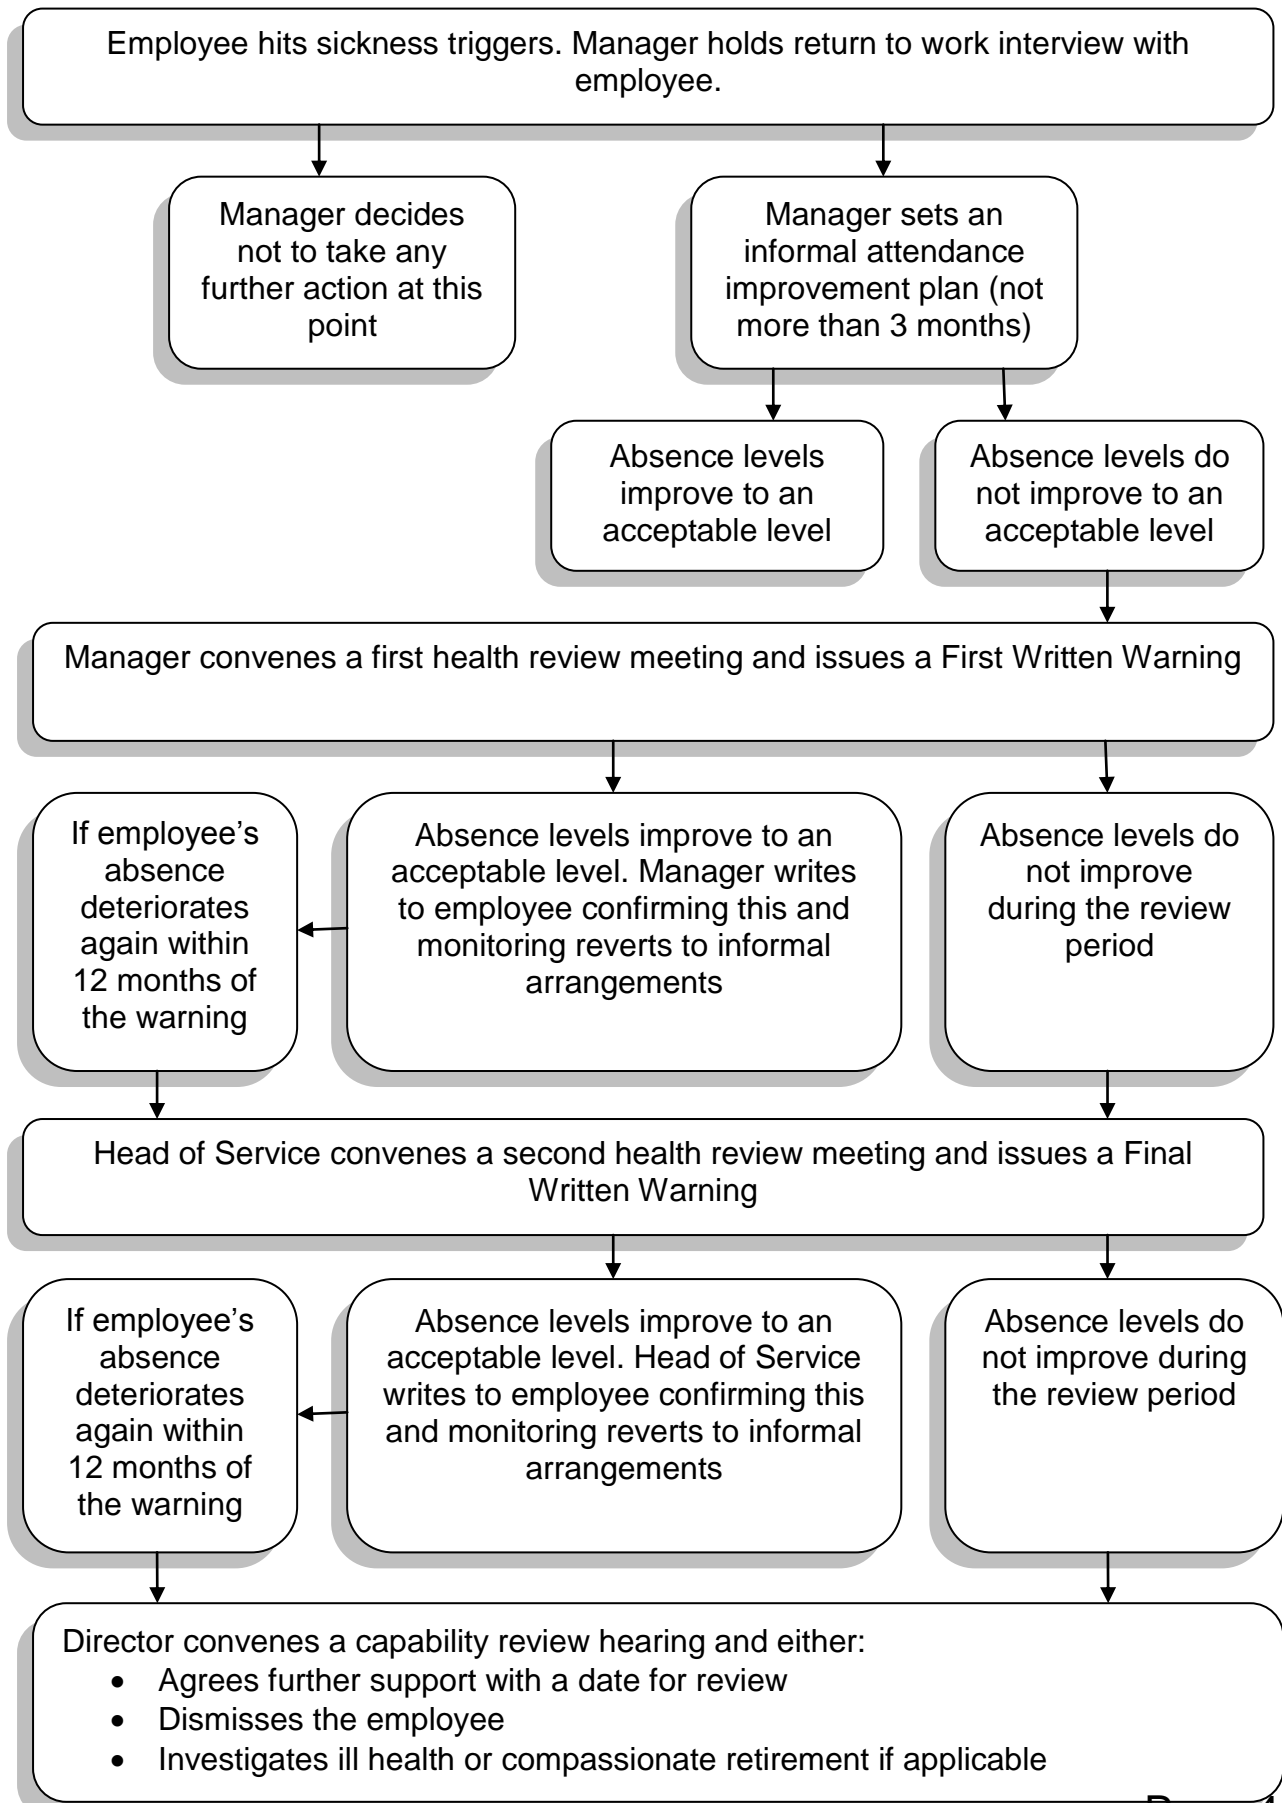 Employee hits sickness triggers. Manager holds return to work interview with
employee.
Manager decides
not to take any
further action at this
point
Manager sets an
informal attendance
improvement plan (not
more than 3 months)
Absence levels
improve to an
acceptable level
Absence levels do
not improve to an
acceptable level
Manager convenes a first health review meeting and issues a First Written Warning
If employee’s
absence
deteriorates
again within
12 months of
the warning
Absence levels improve to an
acceptable level. Manager writes
to employee confirming this and
monitoring reverts to informal
arrangements
Absence levels do
not improve
during the review
period
Head of Service convenes a second health review meeting and issues a Final
Written Warning
If employee’s
absence
deteriorates
again within
12 months of
the warning
Absence levels improve to an
acceptable level. Head of Service
writes to employee confirming this
and monitoring reverts to informal
arrangements
Absence levels do
not improve during
the review period
Director convenes a capability review hearing and either:
• Agrees further support with a date for review
• Dismisses the employee
• Investigates ill health or compassionate retirement if applicable